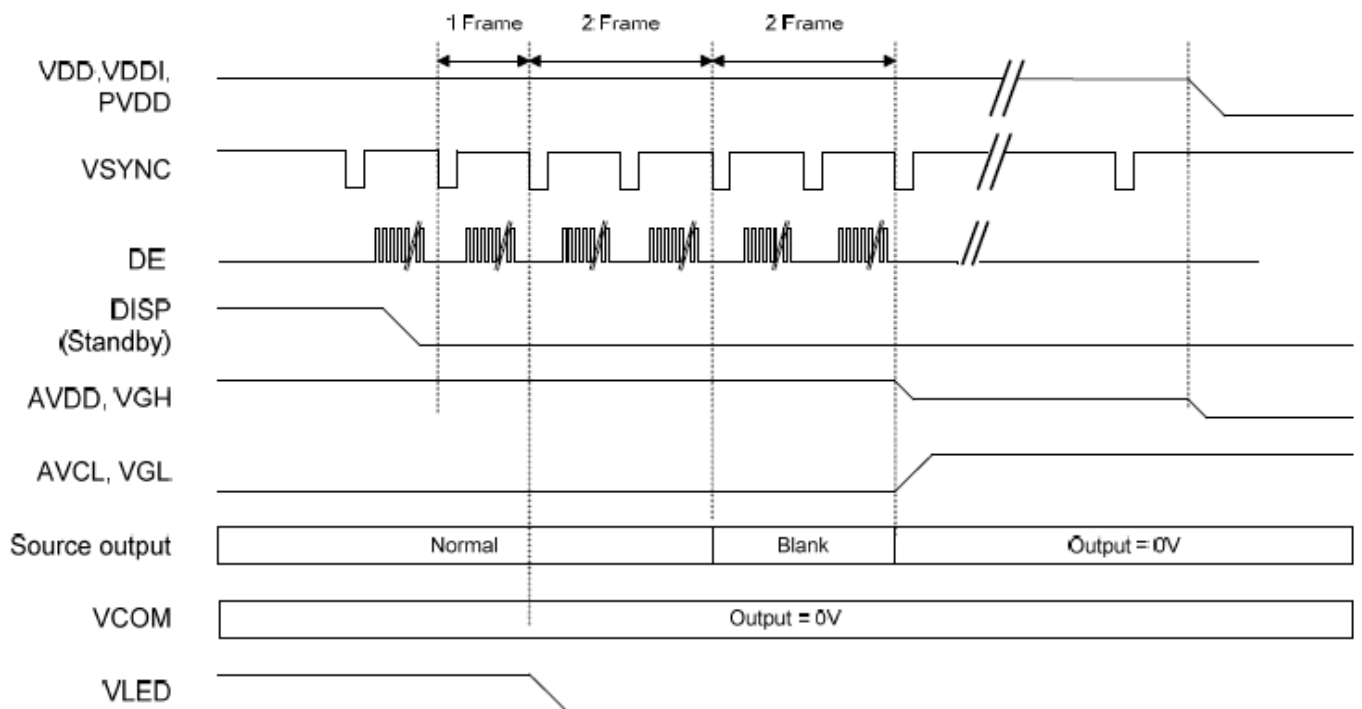 1 Frame 2 Frame 2 Frame
VDD,VDDI,
PVDD
VSYNC
DE
DISP
(Standby)
AVDD, VGH
AVCL, VGL
Source output Normal Blank Output = 0V
VCOM Output = 0V
VLED